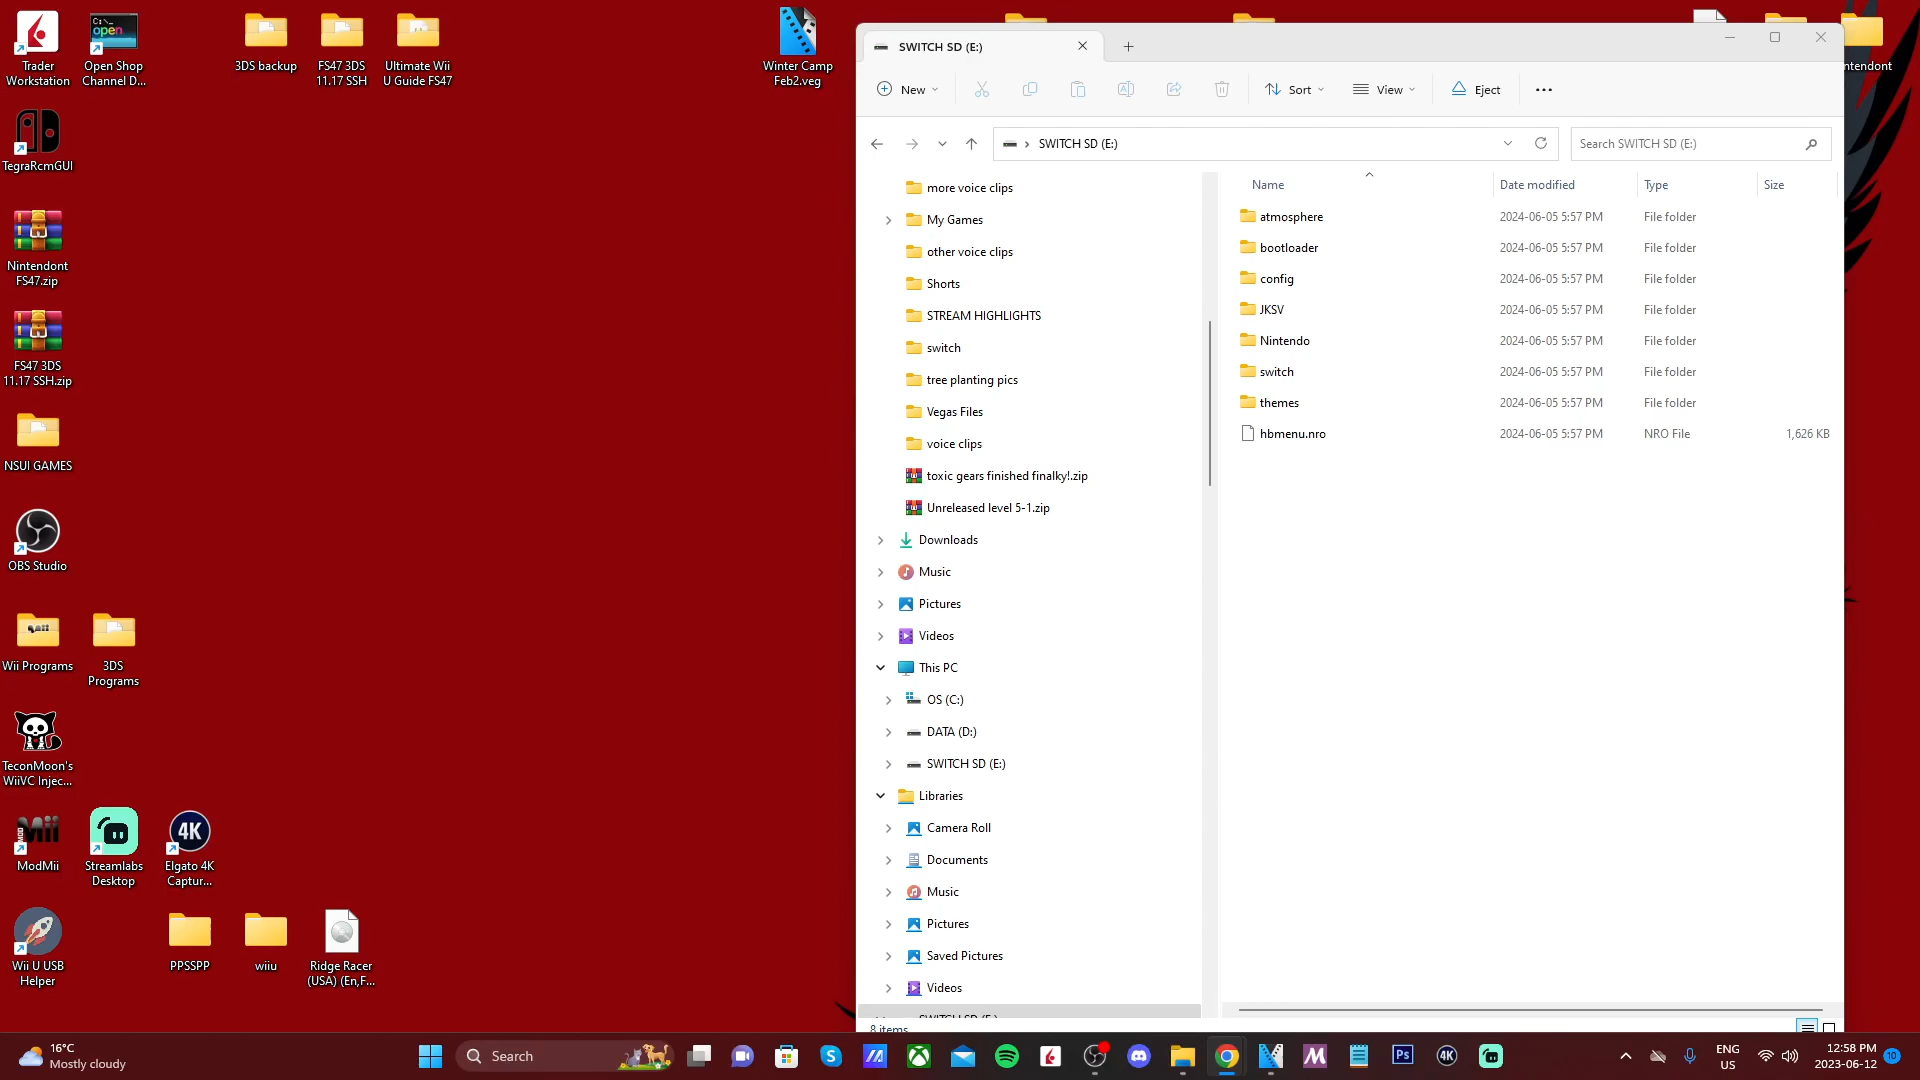 Trader
Workstation
Open Shop
Channel D...
3DS backup
FS47 3DS
11.17 SSH
Ultimate Wii
U Guide FS47
Winter Camp
Feb2.veg
ntendont
TegraRcmGUI
Nintendont
FS47.zip
FS47 3DS
11.17 SSH.zip
NSUI GAMES
OBS Studio
Wii Programs
3DS
Programs
TeconMoon's
WiiVC Injec...
ModMii
Streamlabs
Desktop
Elgato 4K
Captur...
Wii U USB
Helper
PPSSPP
wiiu
Ridge Racer
(USA) (En,F...
SWITCH SD (E:)
New
Sort
View
Eject
SWITCH SD (E:)
Search SWITCH SD (E:)
more voice clips
My Games
other voice clips
Shorts
STREAM HIGHLIGHTS
switch
tree planting pics
Vegas Files
voice clips
toxic gears finished finalky!.zip
Unreleased level 5-1.zip
Downloads
Music
Pictures
Videos
This PC
OS (C:)
DATA (D:)
SWITCH SD (E:)
Libraries
Camera Roll
Documents
Music
Pictures
Saved Pictures
Videos
SWITCH SD (E:)
Name Date modified Type Size
atmosphere 2024-06-05 5:57 PM File folder
bootloader 2024-06-05 5:57 PM File folder
config 2024-06-05 5:57 PM File folder
JKSV 2024-06-05 5:57 PM File folder
Nintendo 2024-06-05 5:57 PM File folder
switch 2024-06-05 5:57 PM File folder
themes 2024-06-05 5:57 PM File folder
hbmenu.nro 2024-06-05 5:57 PM NRO File 1,626 KB
8 items
16°C
Mostly cloudy
Search
Ps
4K
ENG
US
12:58 PM
2023-06-12
10